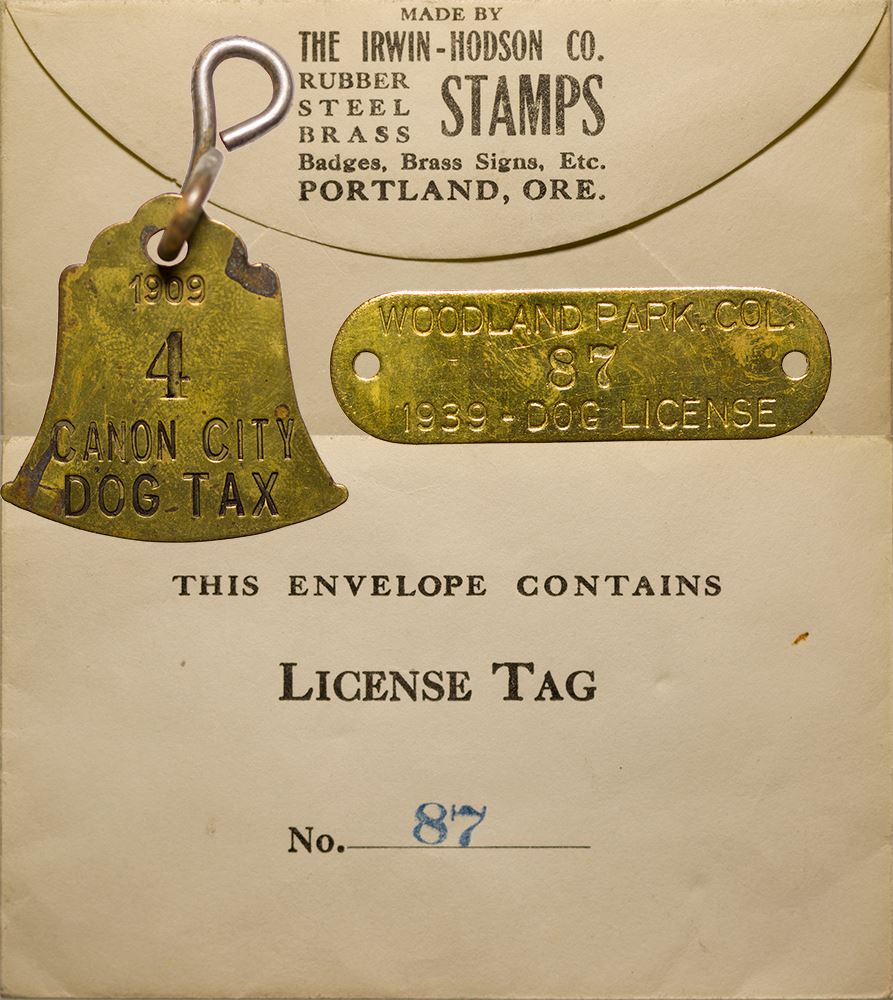 MADE BY
THE IRWIN-HODSON CO.
RUBBER
STEEL
BRASS
STAMPS
Badges, Brass Signs, Etc.
PORTLAND, ORE.
1909
4
CANON CITY
DOG TAX
WOODLAND PARK, COL.
87
1939 - DOG LICENSE
THIS ENVELOPE CONTAINS
LICENSE TAG
No. 87